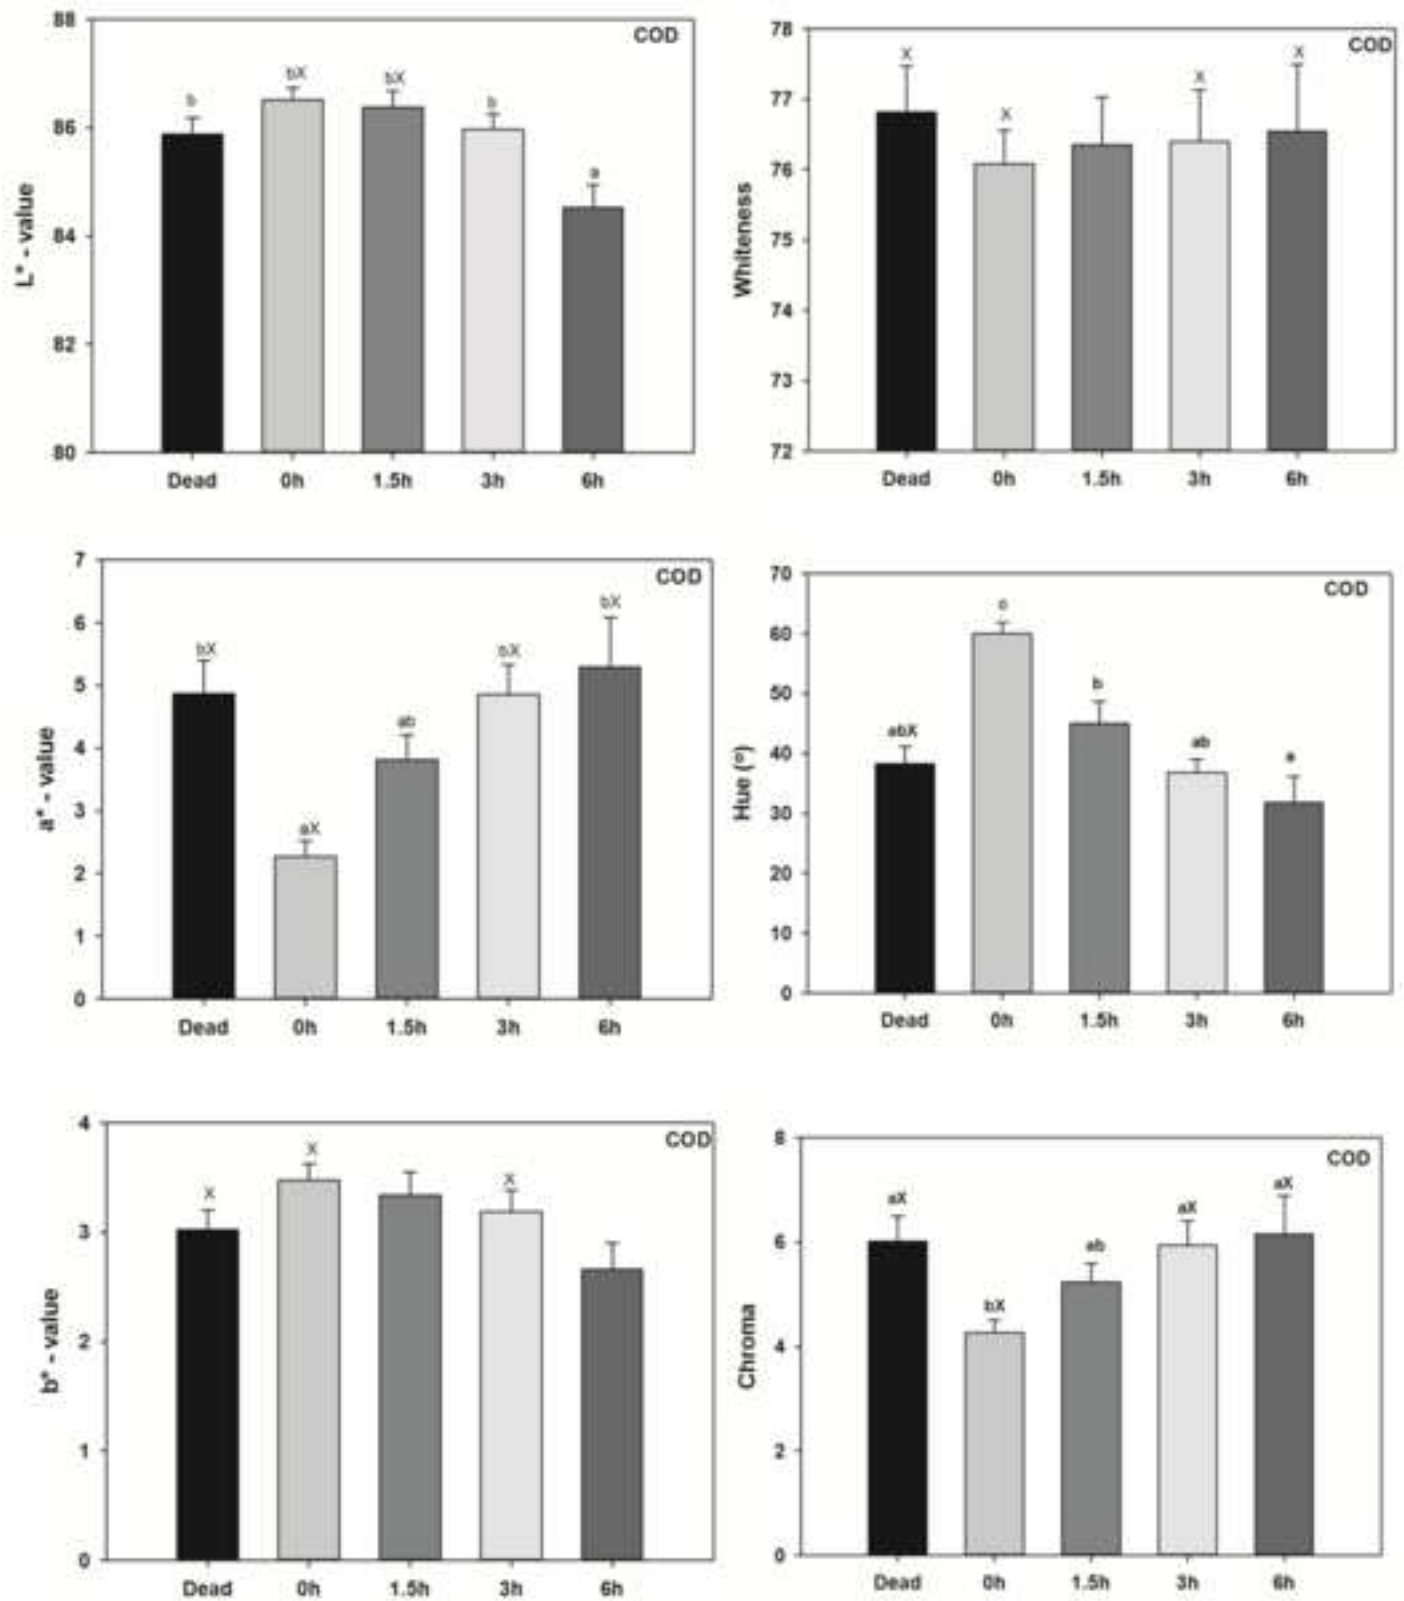 88
86
84
82
80
L* - value
COD
b
bX
bX
b
a
Dead 0h 1.5h 3h 6h
78
77
76
75
74
73
72
Whiteness
COD
X
X
X
X
Dead 0h 1.5h 3h 6h
7
6
5
4
3
2
1
0
a* - value
COD
bX
aX
ab
bX
bX
Dead 0h 1.5h 3h 6h
70
60
50
40
30
20
10
0
Hue (º)
COD
abX
c
b
ab
a
Dead 0h 1.5h 3h 6h
4
3
2
1
0
b* - value
COD
X
X
X
Dead 0h 1.5h 3h 6h
8
6
4
2
0
Chroma
COD
aX
bX
ab
aX
aX
Dead 0h 1.5h 3h 6h